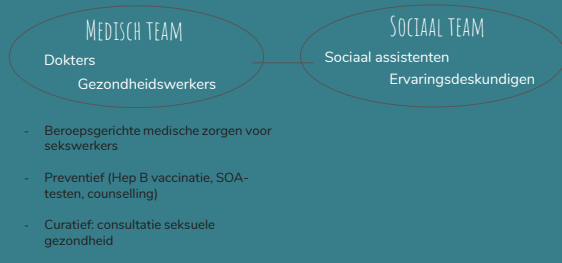 MEDISCH TEAM
Dokters
Gezondheidswerkers
SOCIAAL TEAM
Sociaal assistenten
Ervaringsdeskundigen
- Beroepsgerichte medische zorgen voor
sekswerkers
- Preventief (Hep B vaccinatie, SOA-
testen, counselling)
- Curatief: consultatie seksuele
gezondheid